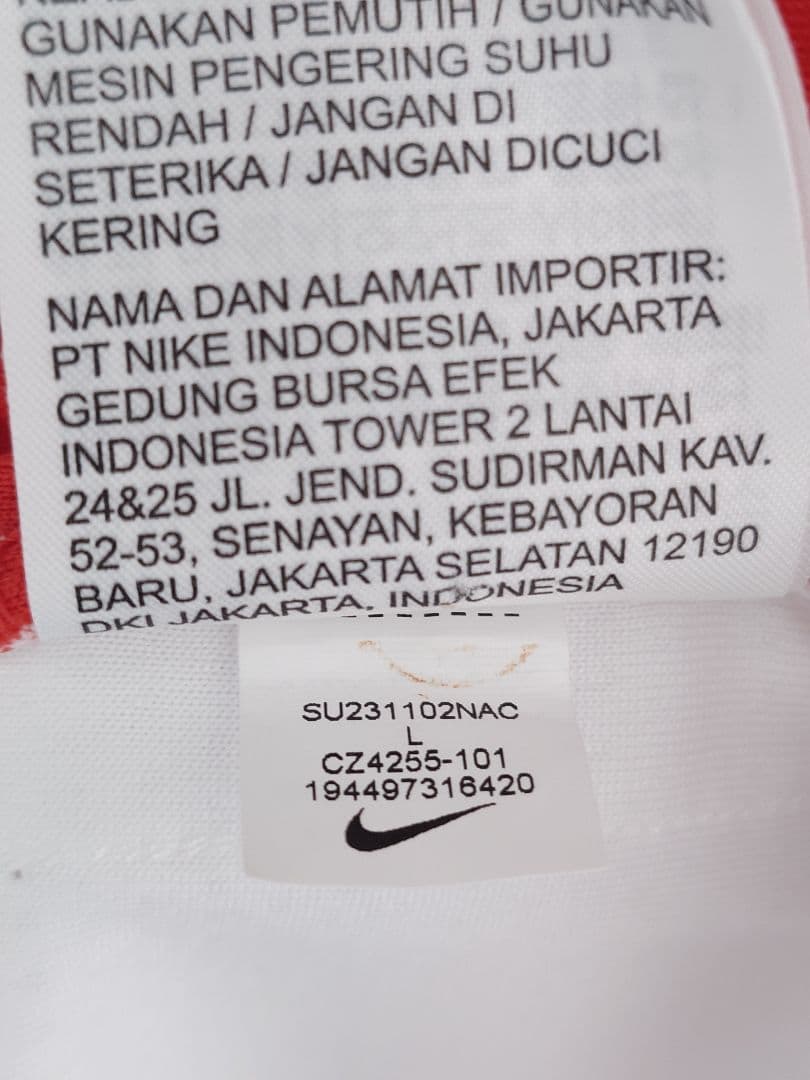 GUNAKAN PEMUTIH / GUNAKAN
MESIN PENGERING SUHU
RENDAH / JANGAN DI
SETERIKA / JANGAN DICUCI
KERING
NAMA DAN ALAMAT IMPORTIR:
PT NIKE INDONESIA, JAKARTA
GEDUNG BURSA EFEK
INDONESIA TOWER 2 LANTAI
24&25 JL. JEND. SUDIRMAN KAV.
52-53, SENAYAN, KEBAYORAN
BARU, JAKARTA SELATAN 12190
DKI JAKARTA, INDONESIA
SU231102NAC
L
CZ4255-101
194497316420